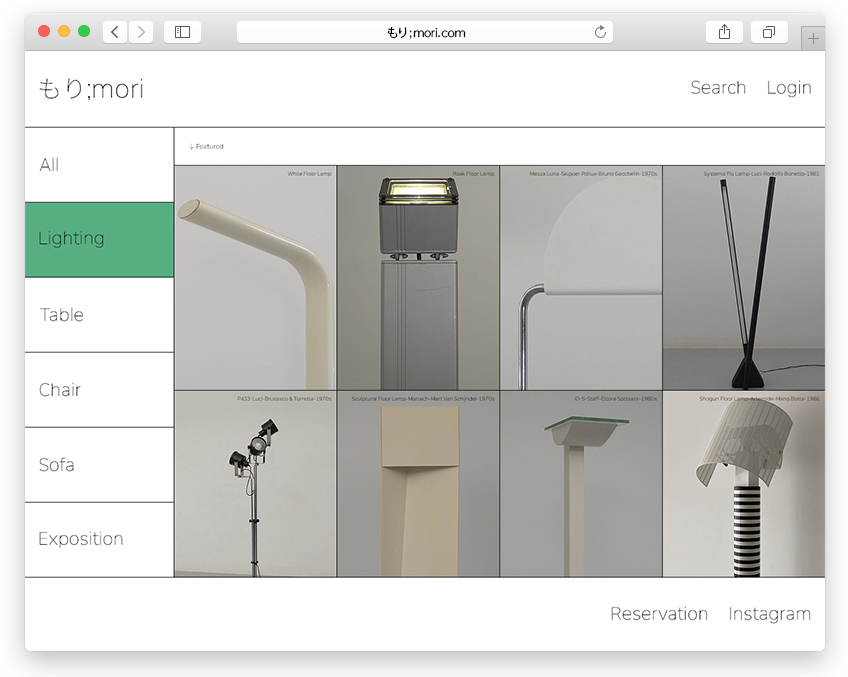 もり;mori.com
もり;mori
Search
Login
All
Lighting
Table
Chair
Sofa
Exposition
↓ Featured
White Floor Lamp
Floor Lamp
Mezza Luna-Skipper Pollux-Bruno Gecchelin-1970s
Systema Flu Lamp-Luci-Rodolfo Bonetto-1981
P433-Luci-Brusasco & Torretta-1970s
Sculptural Floor Lamp-Martech-Mart Van Schijndel-1970s
ID-S-Staff-Ettore Sottsass-1980s
Shogun Floor Lamp-Artemide-Mario Botta-1986
Reservation
Instagram